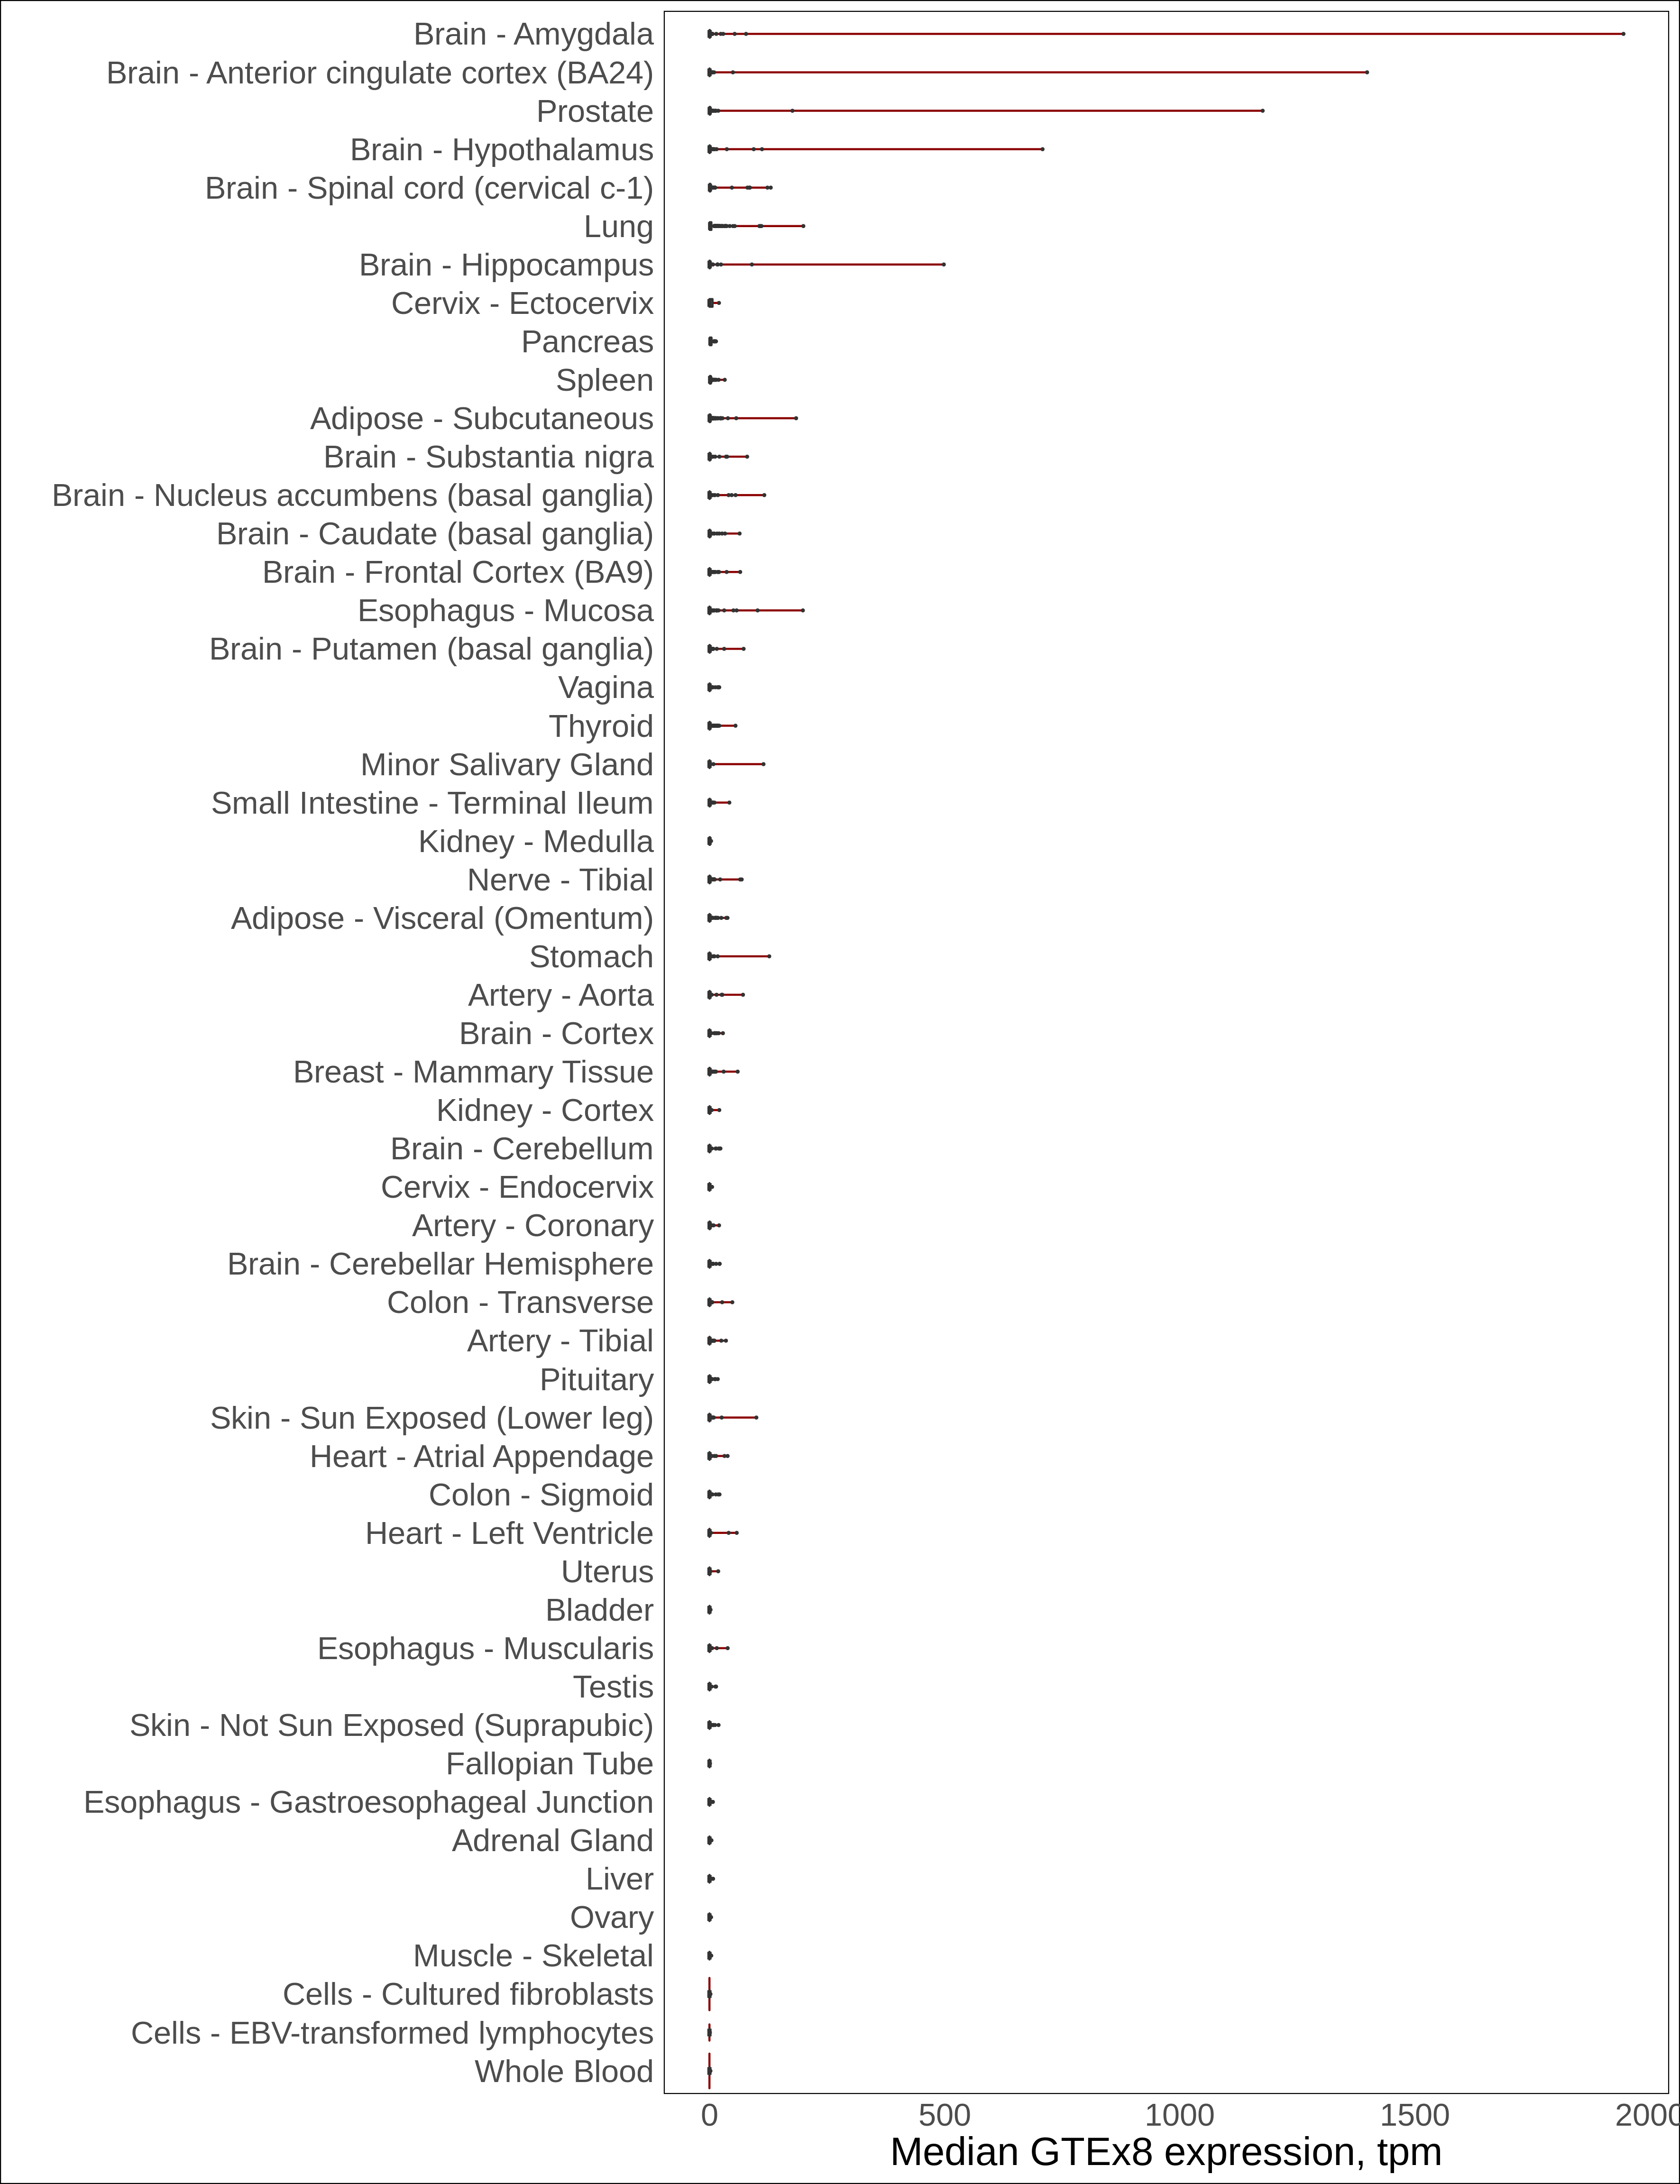 Brain - Amygdala
Brain - Anterior cingulate cortex (BA24)
Prostate
Brain - Hypothalamus
Brain - Spinal cord (cervical c-1)
Lung
Brain - Hippocampus
Cervix - Ectocervix
Pancreas
Spleen
Adipose - Subcutaneous
Brain - Substantia nigra
Brain - Nucleus accumbens (basal ganglia)
Brain - Caudate (basal ganglia)
Brain - Frontal Cortex (BA9)
Esophagus - Mucosa
Brain - Putamen (basal ganglia)
Vagina
Thyroid
Minor Salivary Gland
Small Intestine - Terminal Ileum
Kidney - Medulla
Nerve - Tibial
Adipose - Visceral (Omentum)
Stomach
Artery - Aorta
Brain - Cortex
Breast - Mammary Tissue
Kidney - Cortex
Brain - Cerebellum
Cervix - Endocervix
Artery - Coronary
Brain - Cerebellar Hemisphere
Colon - Transverse
Artery - Tibial
Pituitary
Skin - Sun Exposed (Lower leg)
Heart - Atrial Appendage
Colon - Sigmoid
Heart - Left Ventricle
Uterus
Bladder
Esophagus - Muscularis
Testis
Skin - Not Sun Exposed (Suprapubic)
Fallopian Tube
Esophagus - Gastroesophageal Junction
Adrenal Gland
Liver
Ovary
Muscle - Skeletal
Cells - Cultured fibroblasts
Cells - EBV-transformed lymphocytes
Whole Blood
0 500 1000 1500 2000
Median GTEx8 expression, tpm